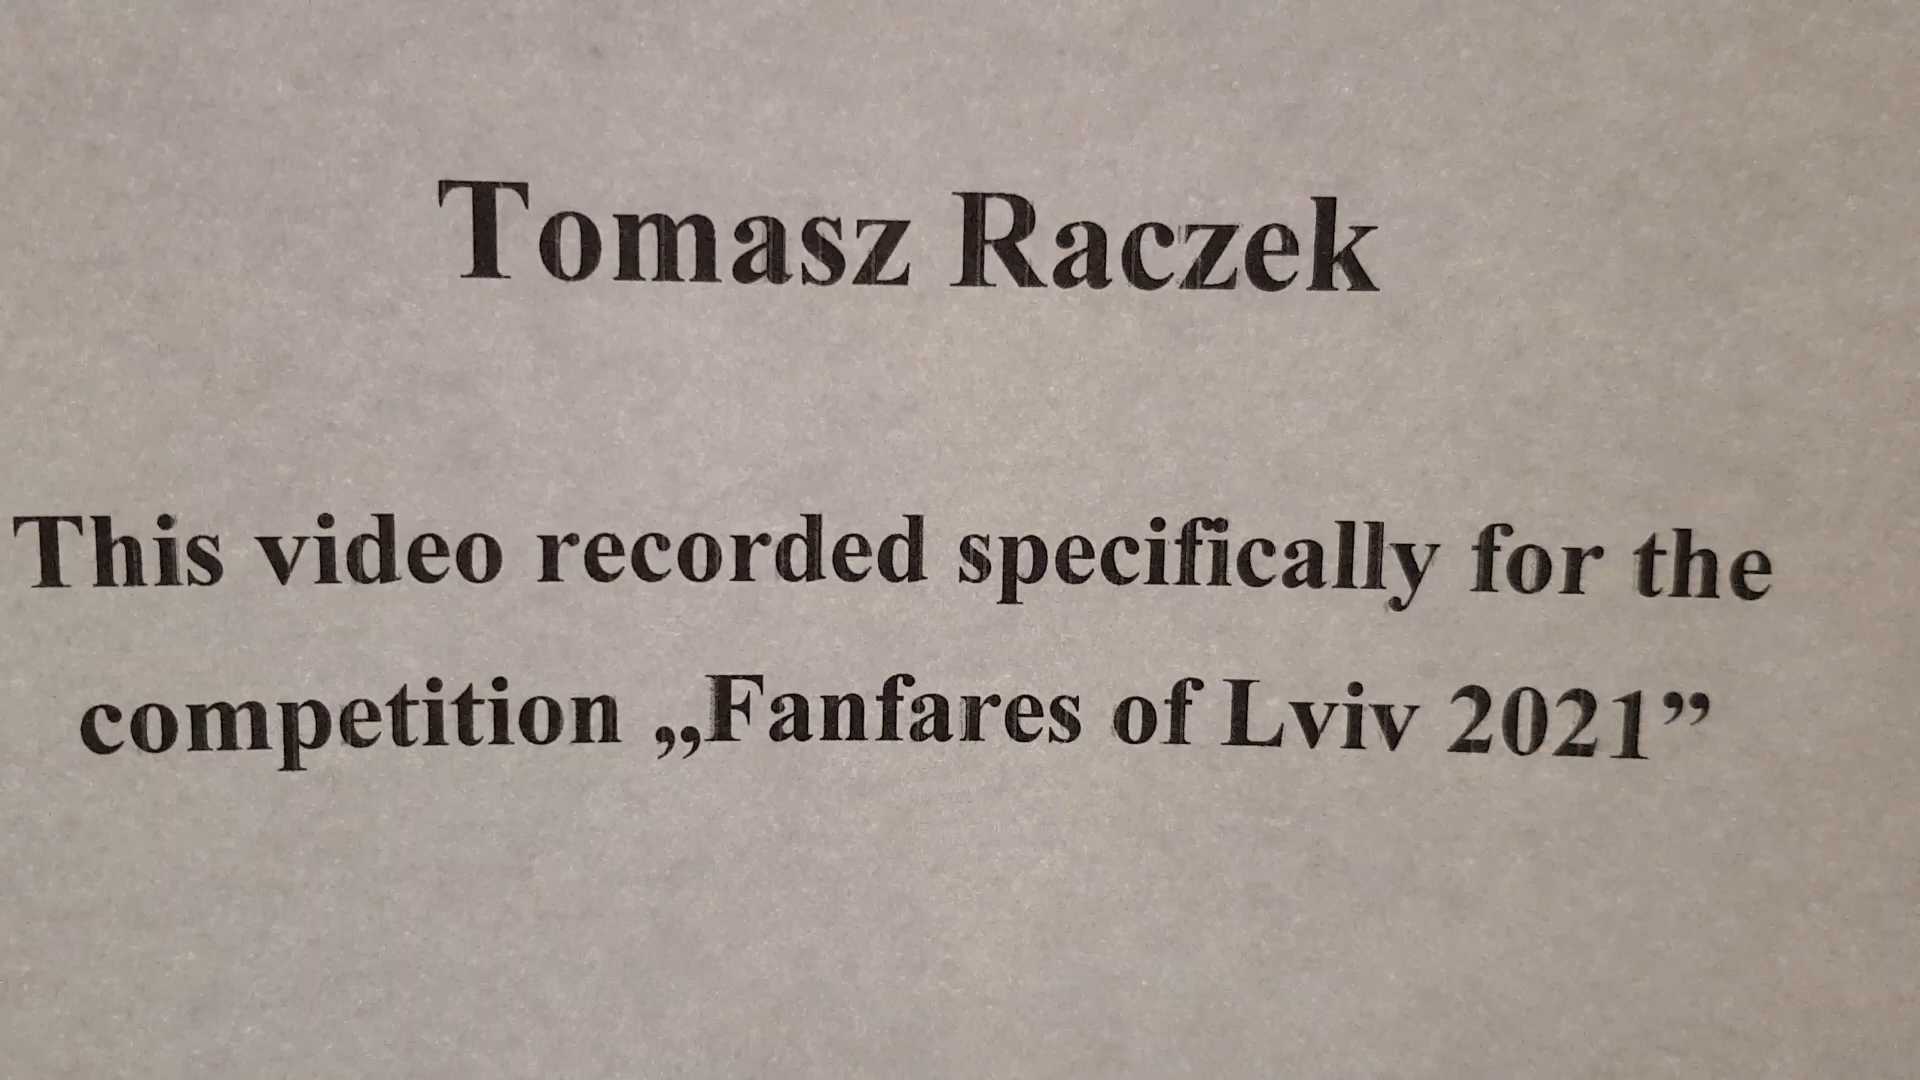 Tomasz Raczek
This video recorded specifically for the
competition „Fanfares of Lviv 2021”